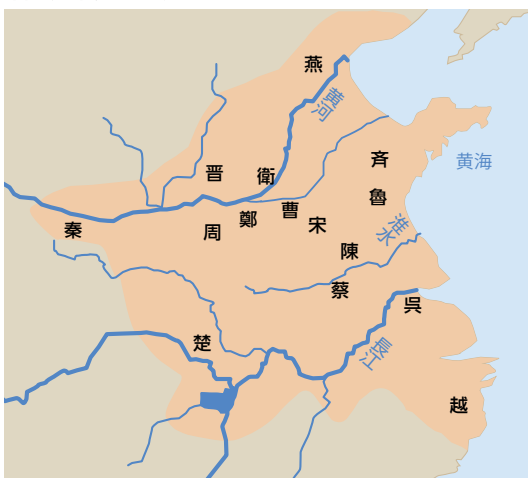 燕
黄河
晋
衛
斉
黄海
魯
秦
周
鄭
曹
宋
淮水
陳
蔡
呉
楚
長江
越